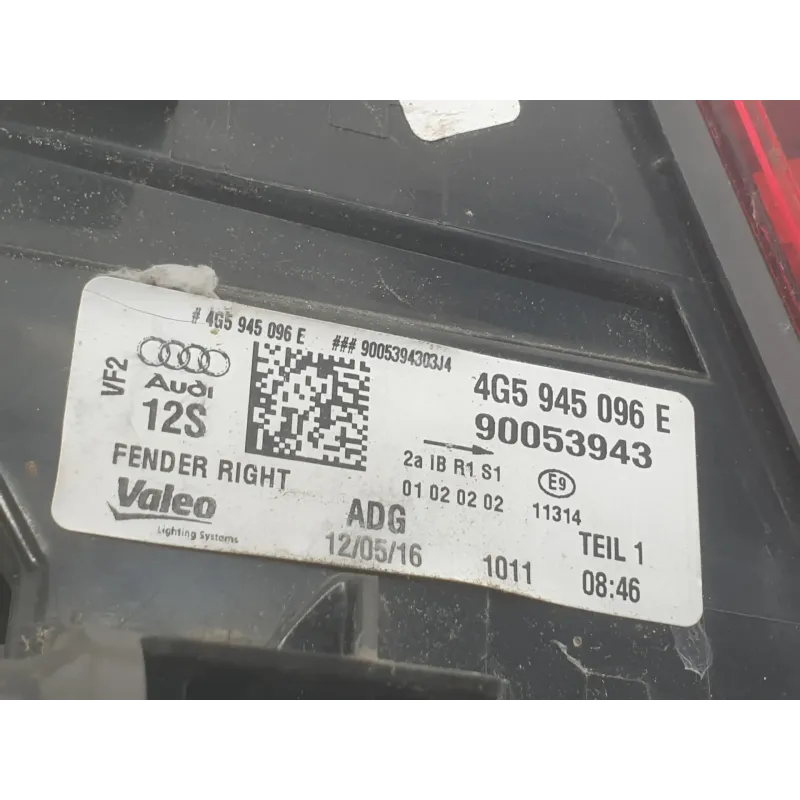 # 4G5 945 096 E ### 9005394303J4
VF2
Audi
12S
4G5 945 096 E
90053943
FENDER RIGHT
2a IB R1 S1
E9
01 02 02 02
11314
Valeo
Lighting Systems
ADG
TEIL 1
12/05/16
1011
08:46